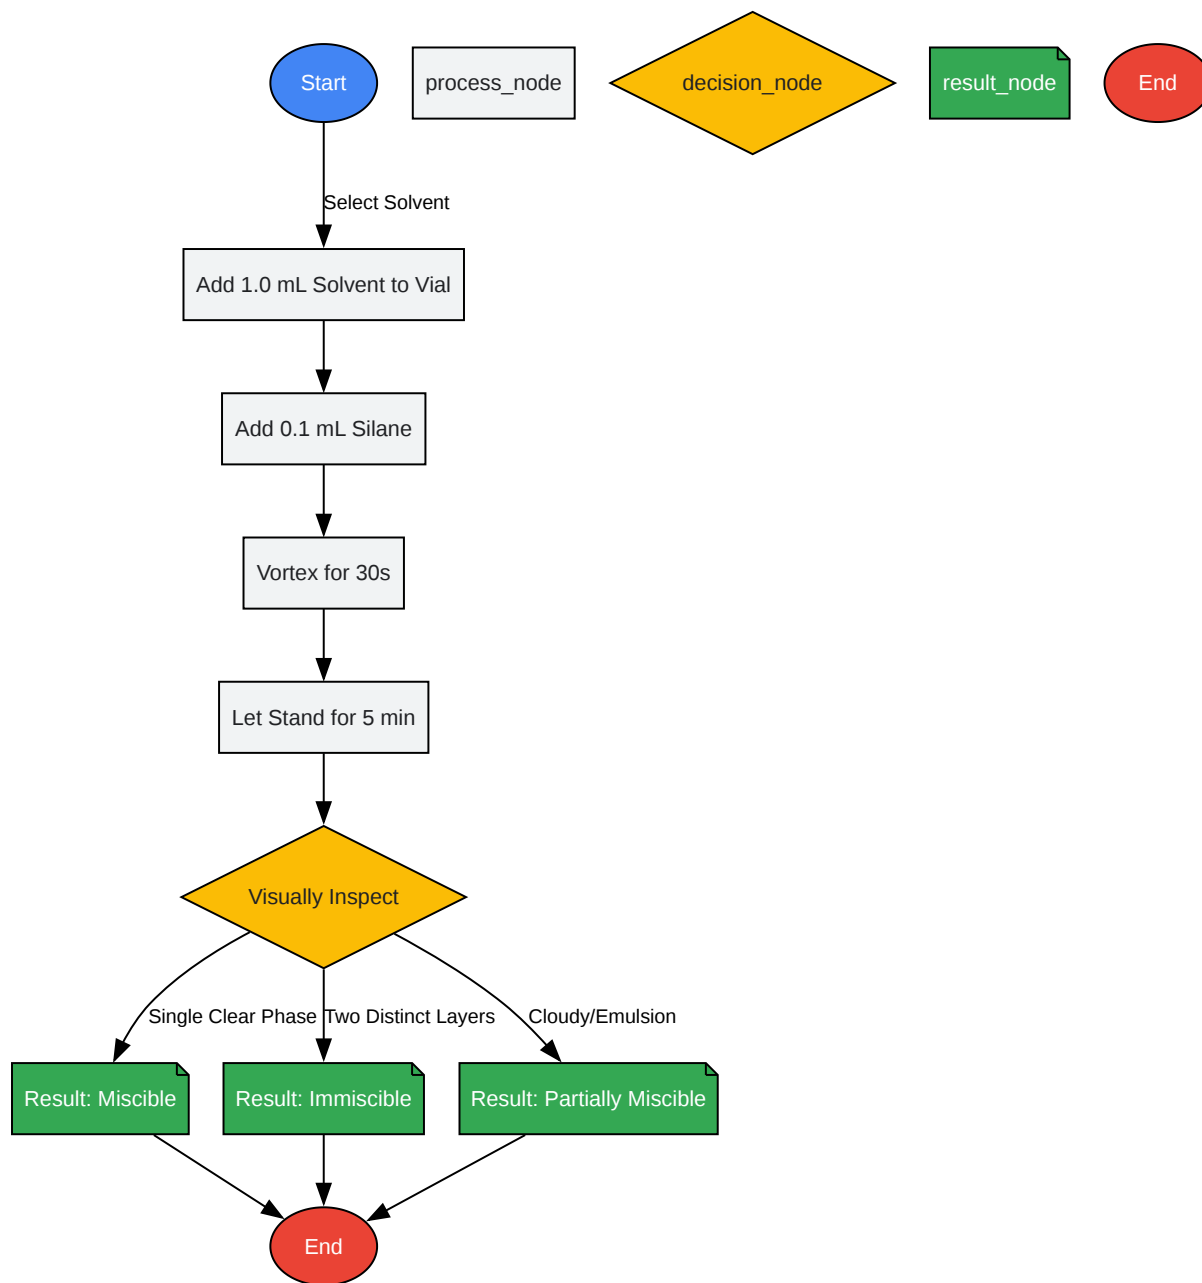 Start
process_node
decision_node
result_node
End
Select Solvent
Add 1.0 mL Solvent to Vial
Add 0.1 mL Silane
Vortex for 30s
Let Stand for 5 min
Visually Inspect
Single Clear Phase
Two Distinct Layers
Cloudy/Emulsion
Result: Miscible
Result: Immiscible
Result: Partially Miscible
End